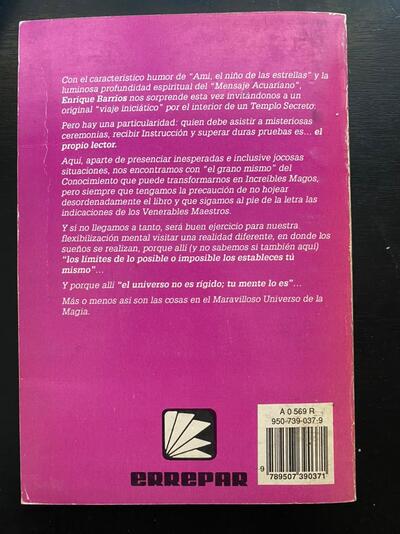 Con el característico humor de "Ami, el niño de las estrellas" y la
luminosa profundidad espiritual del "Mensaje Acuariano",
Enrique Barrios nos sorprende esta vez invitándonos a un
original "viaje iniciático" por el interior de un Templo Secreto.
Pero hay una particularidad: quien debe asistir a misteriosas
ceremonias, recibir Instrucción y superar duras pruebas es... el
propio lector.
Aquí, aparte de presenciar inesperadas e inclusive jocosas
situaciones, nos encontramos con "el grano mismo" del
Conocimiento que puede transformarnos en Increíbles Magos,
pero siempre que tengamos la precaución de no hojear
desordenadamente el libro y que sigamos al pie de la letra las
indicaciones de los Venerables Maestros.
Y si no llegamos a tanto, será buen ejercicio para nuestra
flexibilización mental visitar una realidad diferente, en donde los
sueños se realizan, porque allí (y no sabemos si también aquí)
"los límites de lo posible o imposible los estableces tú
mismo"...
Y porque allí "el universo no es rígido; tu mente lo es"...
Más o menos así son las cosas en el Maravilloso Universo de la
Magia.
A 0 569 R
950-739-037-9
9 789507 390371
ERREPAR